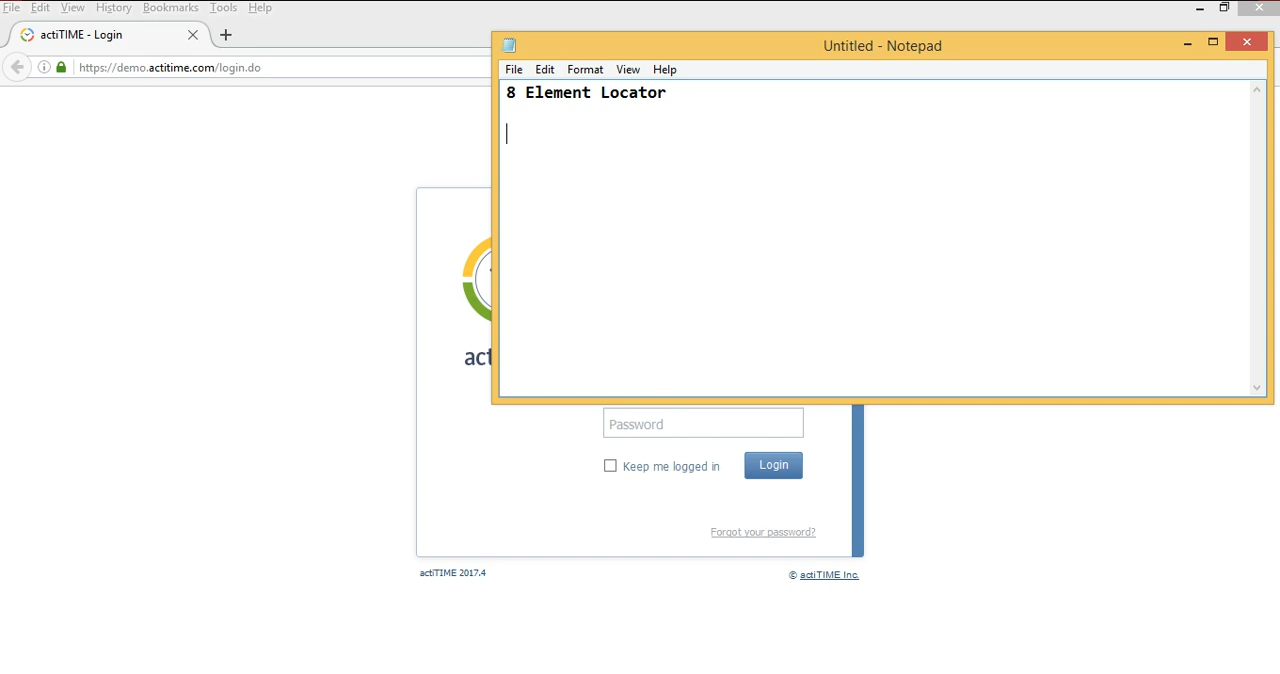 File Edit View History Bookmarks Tools Help
actiTIME - Login
https://demo.actitime.com/login.do
Untitled - Notepad
File Edit Format View Help
8 Element Locator
act
Password
Keep me logged in
Login
Forgot your password?
actiTIME 2017.4
© actiTIME Inc.